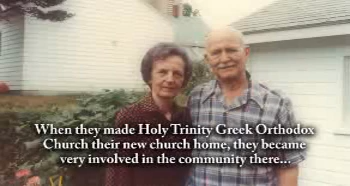 When they made Holy Trinity Greek Orthodox
Church their new church home, they became
very involved in the community there...